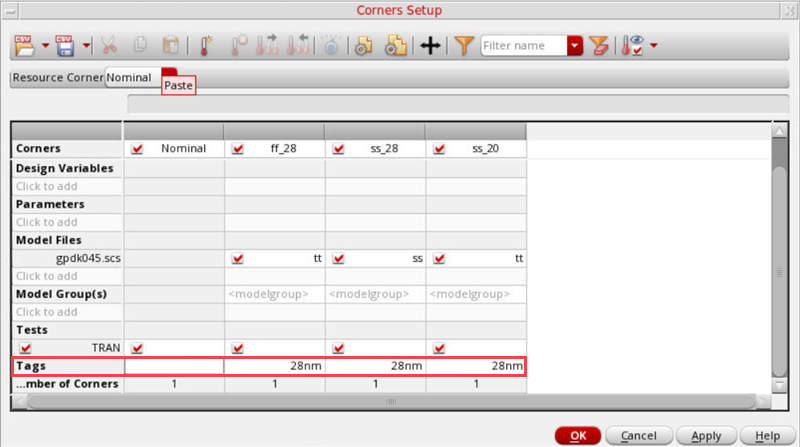 Corners Setup
CSV CSV Filter name
Resource Corner Nominal
Paste
Corners Nominal ff_28 ss_28 ss_20
Design Variables
Click to add
Parameters
Click to add
Model Files
gpdk045.scs tt ss tt
Click to add
Model Group(s) <modelgroup> <modelgroup> <modelgroup>
Click to add
Tests
TRAN
Tags 28nm 28nm 28nm
...mber of Corners 1 1 1 1
OK Cancel Apply Help